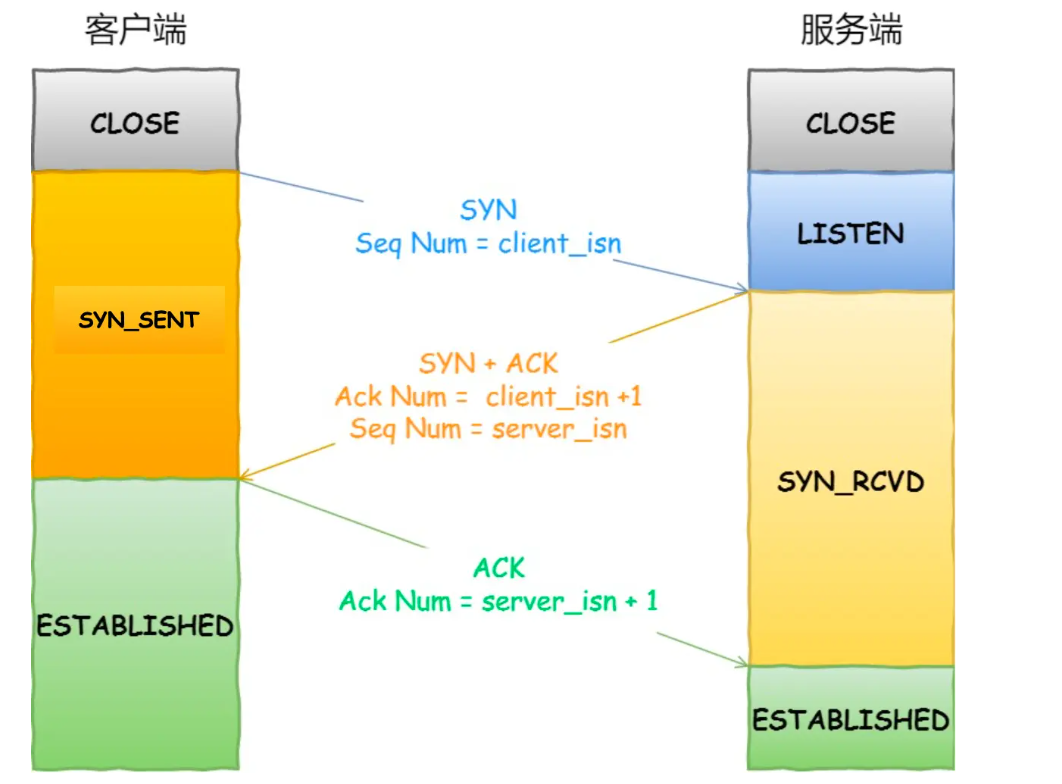 客户端
服务端
CLOSE
CLOSE
SYN
Seq Num = client_isn
LISTEN
SYN_SENT
SYN + ACK
Ack Num = client_isn +1
Seq Num = server_isn
SYN_RCVD
ACK
Ack Num = server_isn + 1
ESTABLISHED
ESTABLISHED